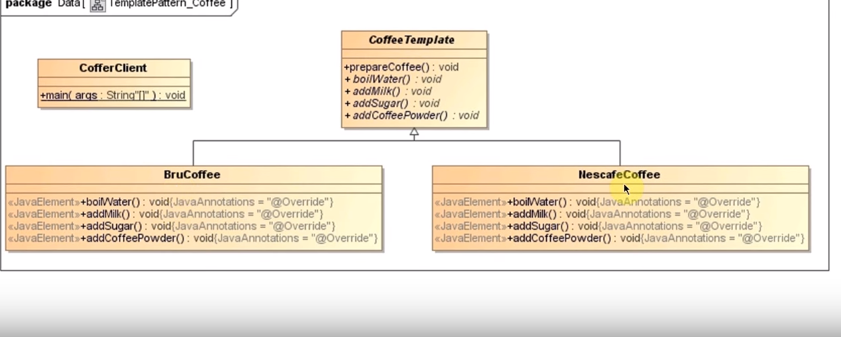 package Data[ TemplatePattern_Coffee ]
CoffeeTemplate
+prepareCoffee() : void
+ boilWater() : void
+ addMilk() : void
+ addSugar() : void
+ addCoffeePowder() : void
CofferClient
+main( args : String"[]" ) : void
BruCoffee
«JavaElement»+boilWater() : void{JavaAnnotations = "@Override"}
«JavaElement»+addMilk() : void{JavaAnnotations = "@Override"}
«JavaElement»+addSugar() : void{JavaAnnotations = "@Override"}
«JavaElement»+addCoffeePowder() : void{JavaAnnotations = "@Override"}
NescafeCoffee
«JavaElement»+boilWater() : void{JavaAnnotations = "@Override"}
«JavaElement»+addMilk() : void{JavaAnnotations = "@Override"}
«JavaElement»+addSugar() : void{JavaAnnotations = "@Override"}
«JavaElement»+addCoffeePowder() : void{JavaAnnotations = "@Override"}